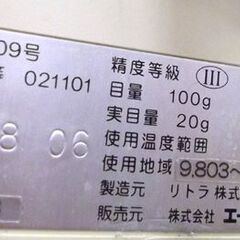 09号
021101
精度等級 III
目量 100g
8 06
実目量 20g
使用温度範囲
使用地域 9,803～
製造元 リトラ株式
販売元 株式会社 エー